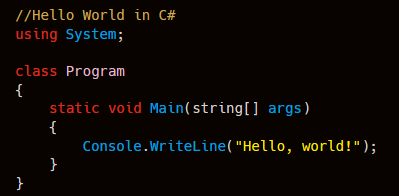 //Hello World in C#
using System;

class Program
{
    static void Main(string[] args)
    {
        Console.WriteLine("Hello, world!");
    }
}